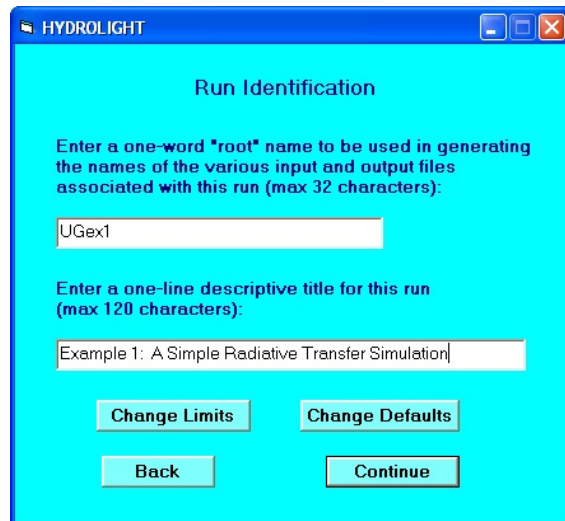 HYDROLIGHT
Run Identification
Enter a one-word "root" name to be used in generating
the names of the various input and output files
associated with this run (max 32 characters):
UGex1
Enter a one-line descriptive title for this run
(max 120 characters):
Example 1:  A Simple Radiative Transfer Simulation
Change Limits
Change Defaults
Back
Continue